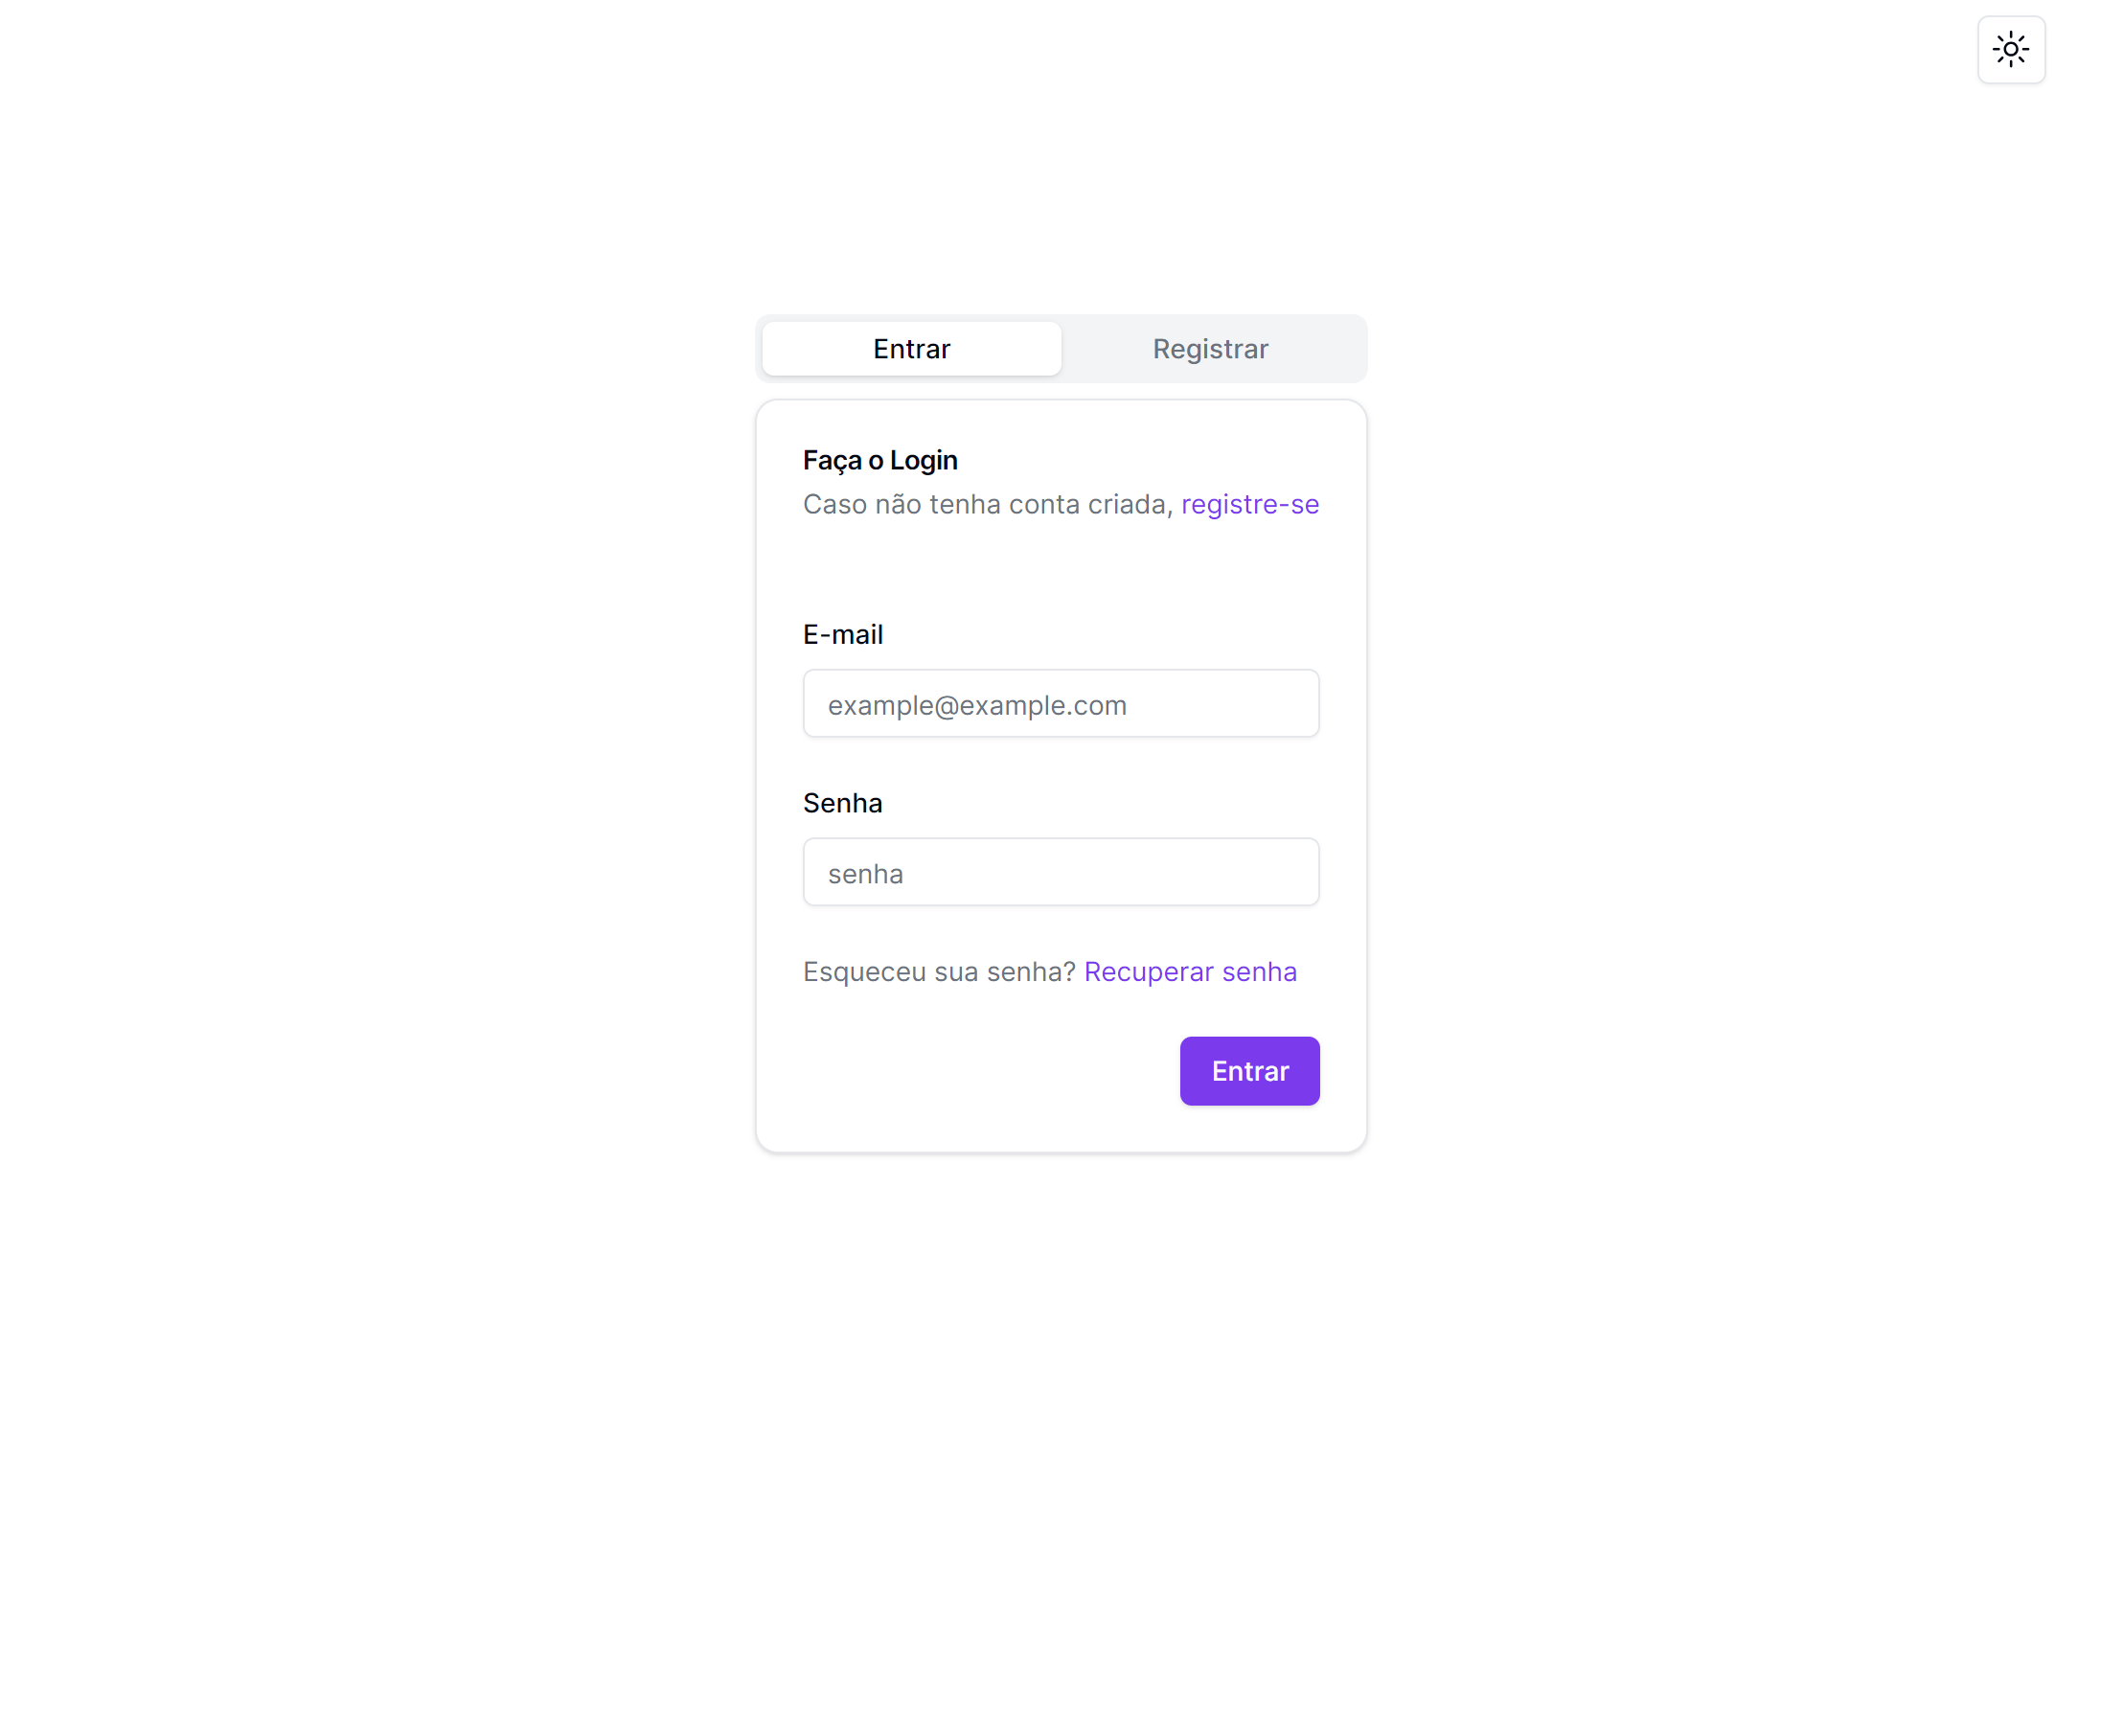 Entrar Registrar
Faça o Login
Caso não tenha conta criada, registre-se
E-mail
example@example.com
Senha
senha
Esqueceu sua senha? Recuperar senha
Entrar